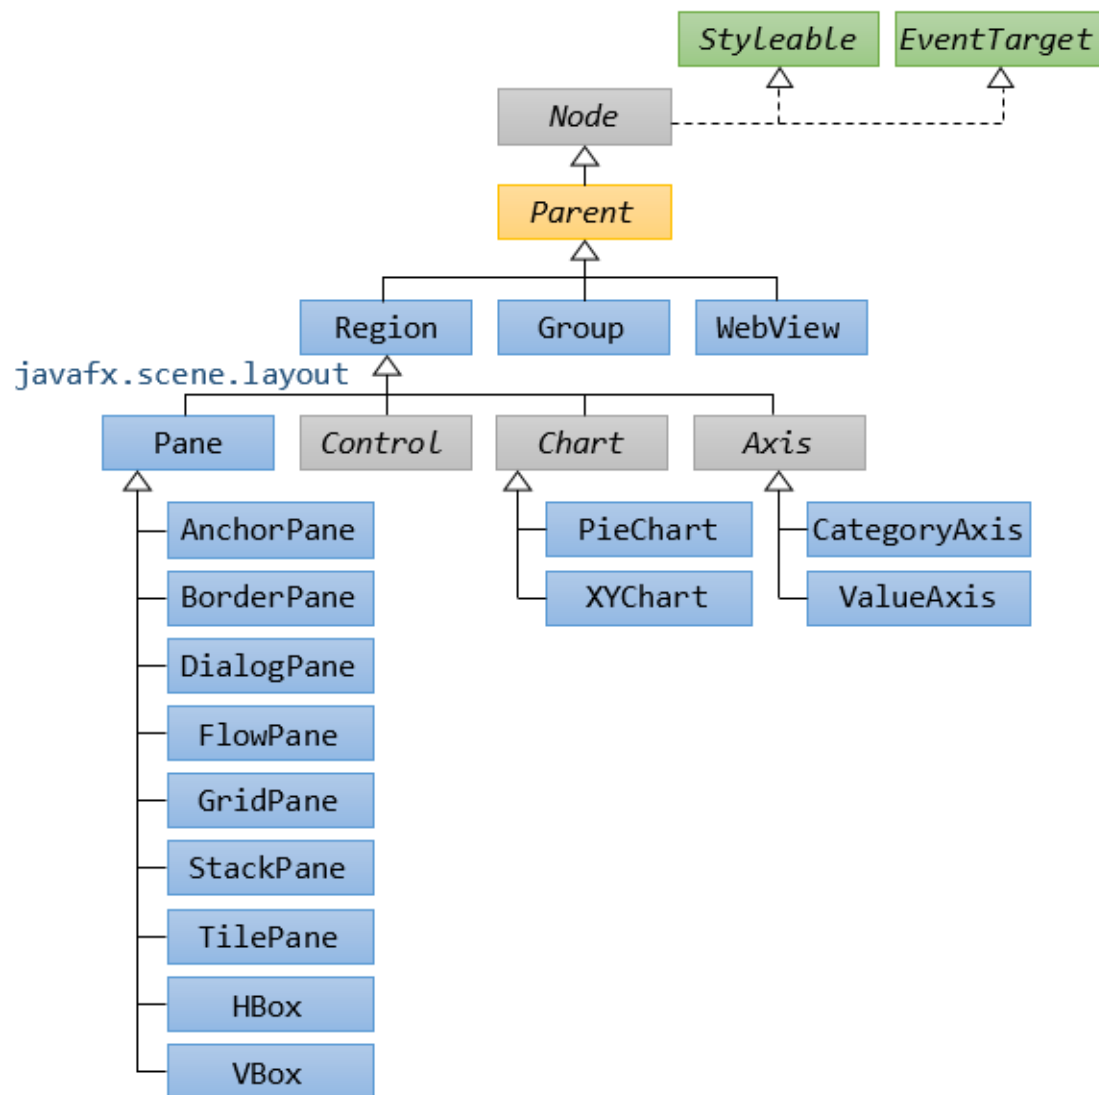 Styleable EventTarget
Node
Parent
Region Group WebView
javafx.scene.layout
Pane Control Chart Axis
AnchorPane PieChart CategoryAxis
BorderPane XYChart ValueAxis
DialogPane
FlowPane
GridPane
StackPane
TilePane
HBox
VBox